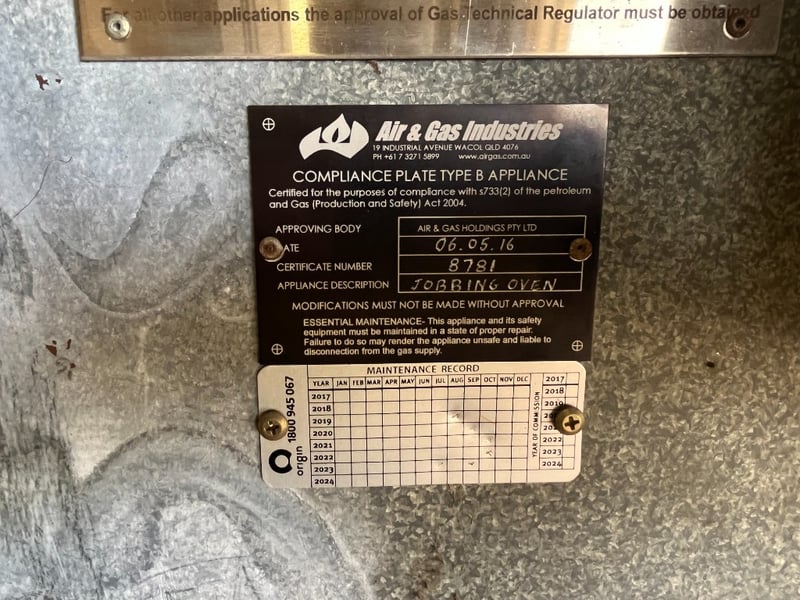 For all other applications the approval of Gas Technical Regulator must be obtained
Air & Gas Industries
19 INDUSTRIAL AVENUE WACOL QLD 4076
PH +61 7 3271 5899 www.airgas.com.au
COMPLIANCE PLATE TYPE B APPLIANCE
Certified for the purposes of compliance with s733(2) of the petroleum
and Gas (Production and Safety) Act 2004.
APPROVING BODY AIR & GAS HOLDINGS PTY LTD
DATE 06.05.16
CERTIFICATE NUMBER 8781
APPLIANCE DESCRIPTION JOBBING OVEN
MODIFICATIONS MUST NOT BE MADE WITHOUT APPROVAL
ESSENTIAL MAINTENANCE- This appliance and its safety
equipment must be maintained in a state of proper repair.
Failure to do so may render the appliance unsafe and liable to
disconnection from the gas supply.
MAINTENANCE RECORD
YEAR JAN FEB MAR APR MAY JUN JUL AUG SEP OCT NOV DEC
2017
2018
2019
2020
2021
2022
2023
2024
origin
1800 945 067
YEAR OF COMMISSION
2017
2018
2019
2022
2023
2024